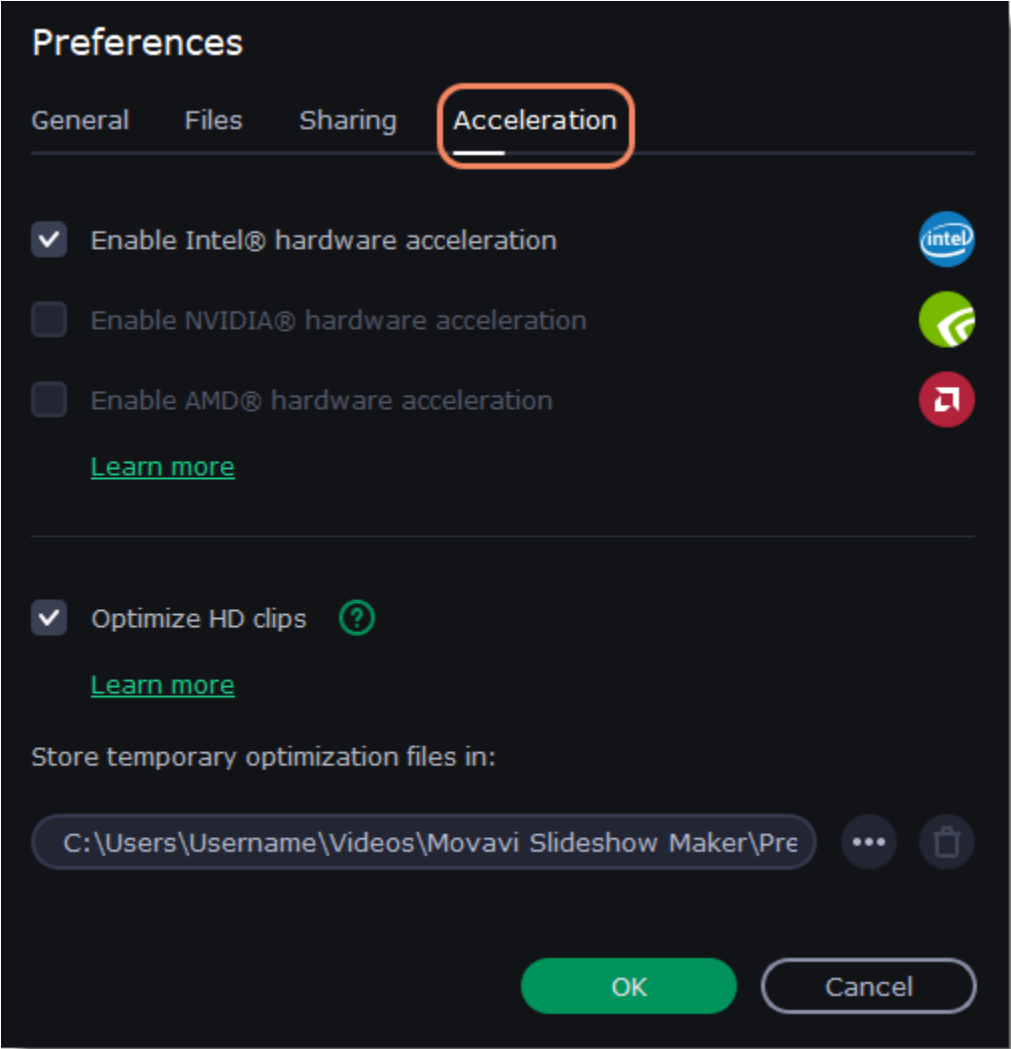 Preferences
General Files Sharing Acceleration
Enable Intel® hardware acceleration
intel
Enable NVIDIA® hardware acceleration
Enable AMD® hardware acceleration
Learn more
Optimize HD clips ?
Learn more
Store temporary optimization files in:
C:\Users\Username\Videos\Movavi Slideshow Maker\Pre
OK Cancel